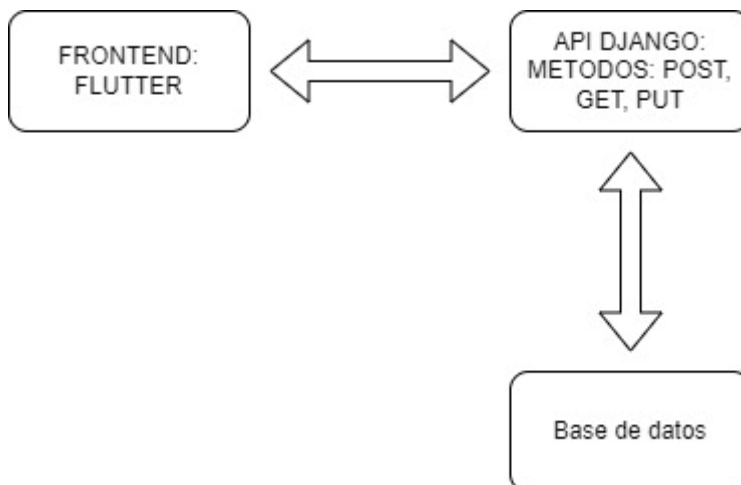 FRONTEND:
FLUTTER
API DJANGO:
METODOS: POST,
GET, PUT
Base de datos